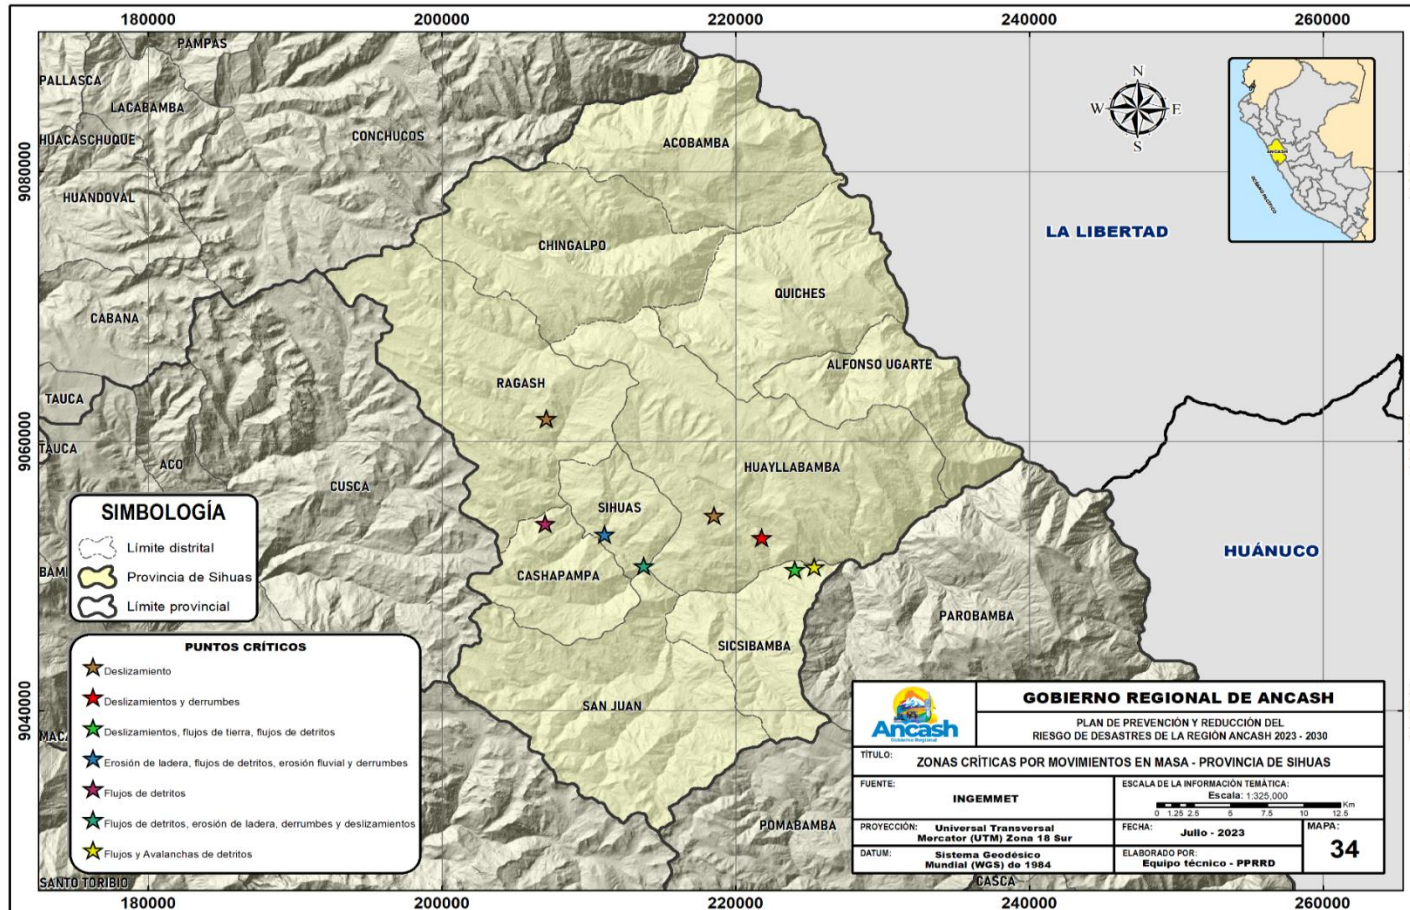 180000
200000
220000
240000
260000
PAMPAS
PALLASCA
LACABAMBA
HUACASCHUQUE
CONCHUCOS
ACOBAMBA
N
W
E
S
ANCASH
OCÉANO PACÍFICO
9080000
HUANDOVAL
CHINGALPO
LA LIBERTAD
QUICHES
CABANA
ALFONSO UGARTE
RAGASH
TAUCA
9060000
TAUCA
ACO
CUSCA
HUAYLLABAMBA
SIHUAS
HUÁNUCO
CASHAPAMPA
PAROBAMBA
SICSIBAMBA
SAN JUAN
9040000
POMABAMBA
SANTO TORIBIO
CASCA
SIMBOLOGÍA
Límite distrital
Provincia de Sihuas
Límite provincial
PUNTOS CRÍTICOS
Deslizamiento
Deslizamientos y derrumbes
Deslizamientos, flujos de tierra, flujos de detritos
Erosión de ladera, flujos de detritos, erosión fluvial y derrumbes
Flujos de detritos
Flujos de detritos, erosión de ladera, derrumbes y deslizamientos
Flujos y Avalanchas de detritos
Ancash
Gobierno Regional
GOBIERNO REGIONAL DE ANCASH
PLAN DE PREVENCIÓN Y REDUCCIÓN DEL
RIESGO DE DESASTRES DE LA REGIÓN ANCASH 2023 - 2030
TÍTULO:
ZONAS CRÍTICAS POR MOVIMIENTOS EN MASA - PROVINCIA DE SIHUAS
FUENTE:
INGEMMET
ESCALA DE LA INFORMACIÓN TEMÁTICA:
Escala: 1:325,000
0 1.25 2.5 5 7.5 10 12.5 Km
PROYECCIÓN: Universal Transversal
Mercator (UTM) Zona 18 Sur
FECHA: Julio - 2023
MAPA:
34
DATUM: Sistema Geodésico
Mundial (WGS) de 1984
ELABORADO POR:
Equipo técnico - PPRRD
180000
200000
220000
240000
260000